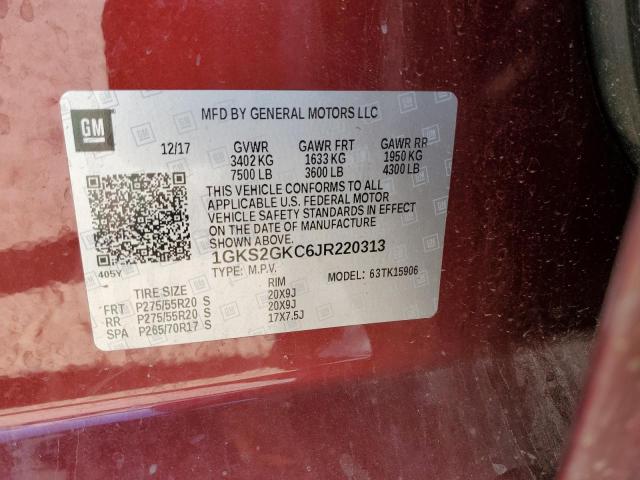 GM
MFD BY GENERAL MOTORS LLC
12/17 GVWR GAWR FRT GAWR RR
3402 KG 1633 KG 1950 KG
7500 LB 3600 LB 4300 LB
THIS VEHICLE CONFORMS TO ALL
APPLICABLE U.S. FEDERAL MOTOR
VEHICLE SAFETY STANDARDS IN EFFECT
ON THE DATE OF MANUFACTURE
SHOWN ABOVE.
405Y
1GKS2GKC6JR220313
TYPE: M.P.V. MODEL: 63TK15906
TIRE SIZE RIM
FRT P275/55R20 S 20X9J
RR P275/55R20 S 20X9J
SPA P265/70R17 S 17X7.5J